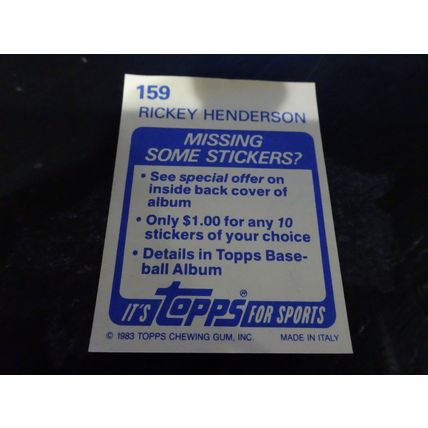 159
RICKEY HENDERSON
MISSING
SOME STICKERS?
• See special offer on
inside back cover of
album
• Only $1.00 for any 10
stickers of your choice
• Details in Topps Base-
ball Album
IT'S Topps® FOR SPORTS
© 1983 TOPPS CHEWING GUM, INC. MADE IN ITALY